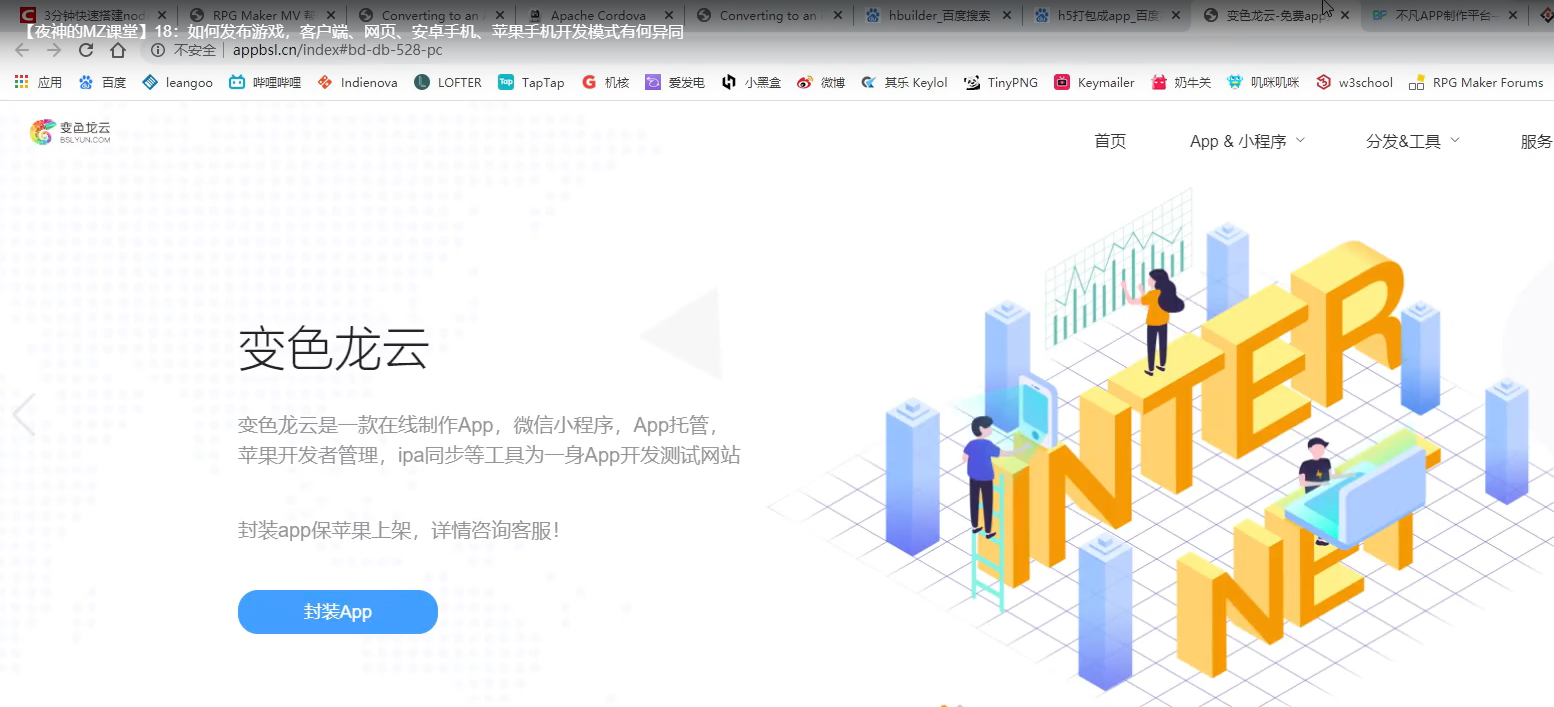 3分钟快速搭建nod
RPG Maker MV 帮
Converting to an A
Apache Cordova
Converting to an
hbuilder_百度搜索
h5打包成app_百度
变色龙云-免费app
不凡APP制作平台-
【夜神的MZ课堂】18：如何发布游戏，客户端、网页、安卓手机、苹果手机开发模式有何异同
不安全
appbsl.cn/index#bd-db-528-pc
应用
百度
leangoo
哔哩哔哩
Indienova
LOFTER
TapTap
机核
爱发电
小黑盒
微博
其乐 Keylol
TinyPNG
Keymailer
奶牛关
叽咪叽咪
w3school
RPG Maker Forums
变色龙云
BSLYUN.COM
首页
App & 小程序
分发&工具
服务
变色龙云
变色龙云是一款在线制作App，微信小程序，App托管，
苹果开发者管理，ipa同步等工具为一身App开发测试网站
封装app保苹果上架，详情咨询客服！
封装App
INTER
NET